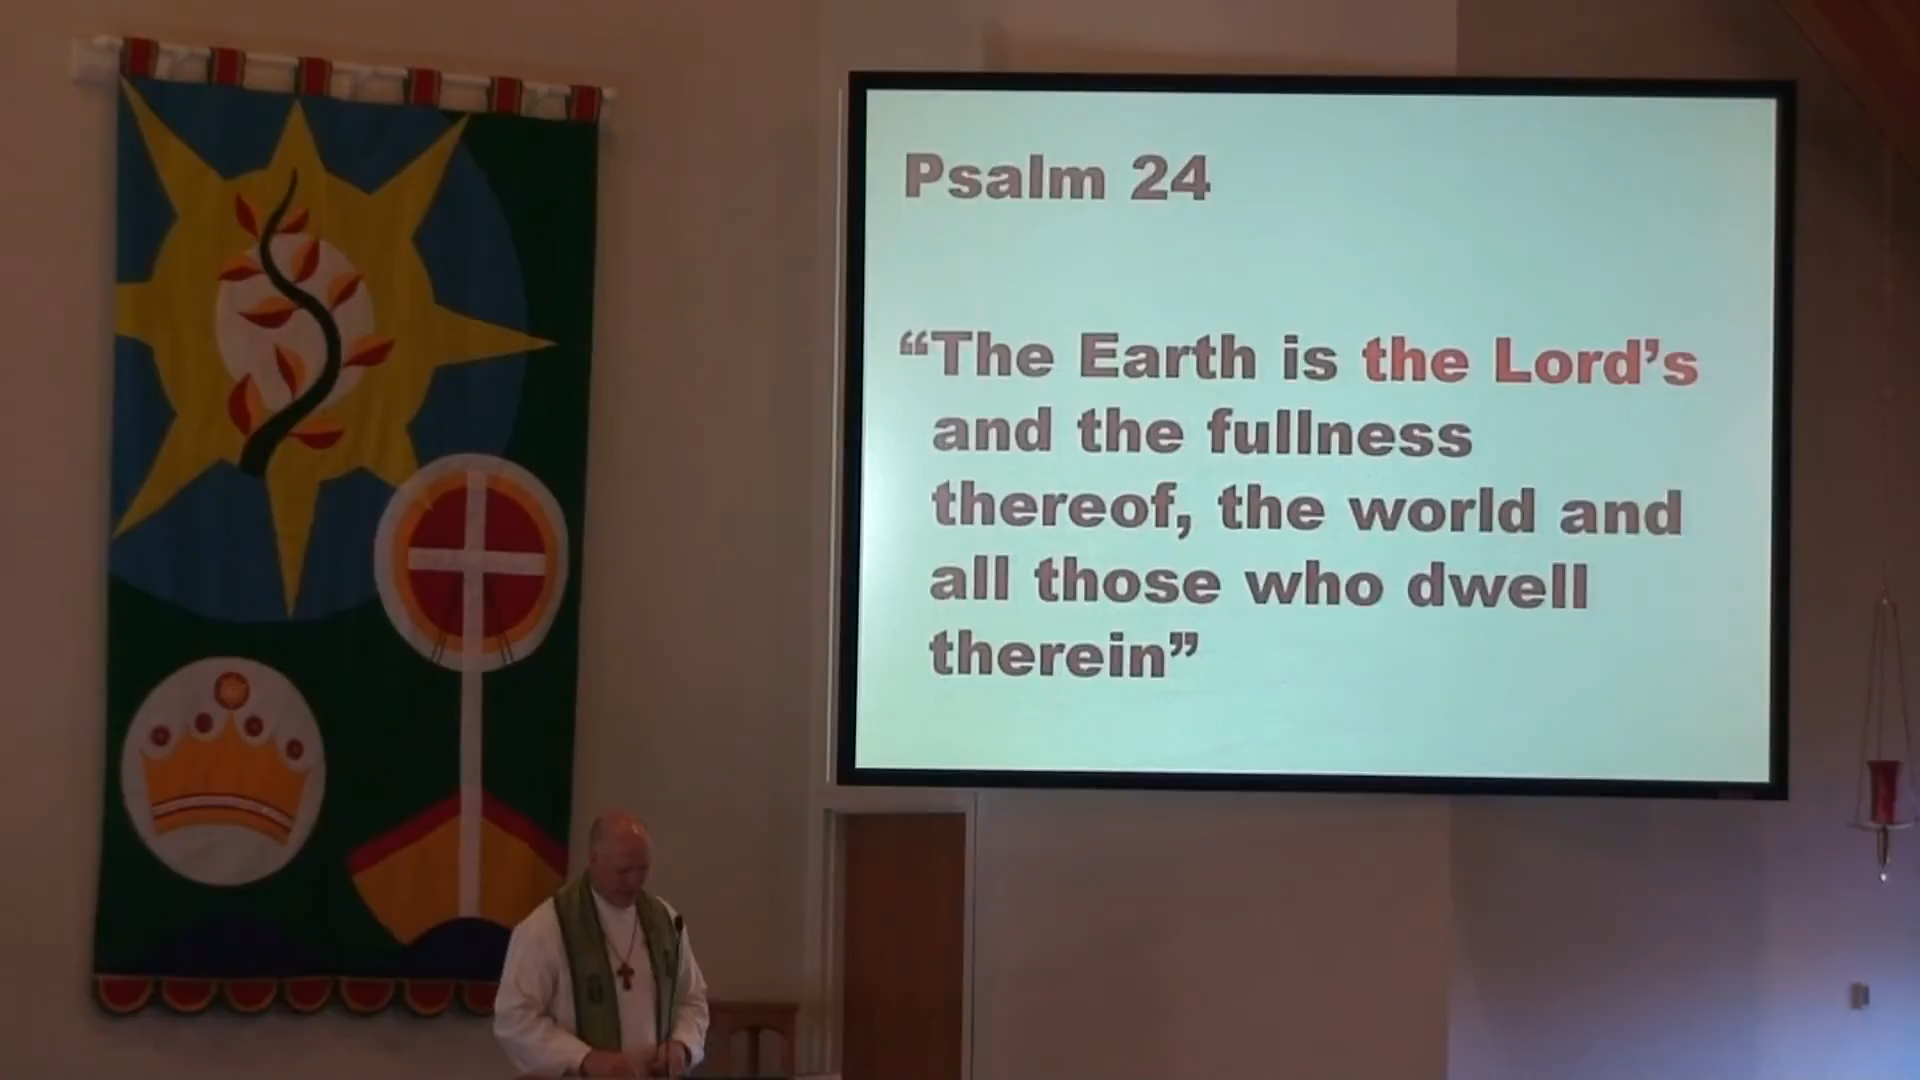 Psalm 24
“The Earth is the Lord’s
and the fullness
thereof, the world and
all those who dwell
therein”